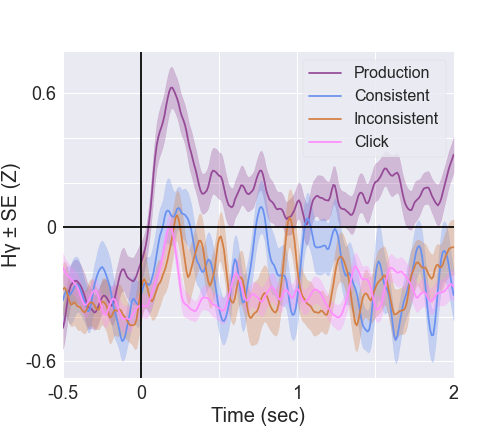 Production
Consistent
Inconsistent
Click
0.6
0
-0.6
Hγ ± SE (Z)
-0.5
0
1
2
Time (sec)